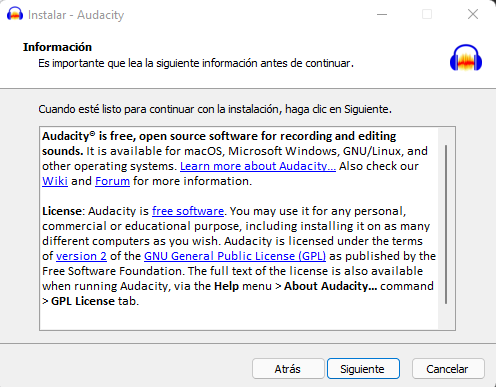 Instalar - Audacity
Información
Es importante que lea la siguiente información antes de continuar.
Cuando esté listo para continuar con la instalación, haga clic en Siguiente.
Audacity® is free, open source software for recording and editing
sounds. It is available for macOS, Microsoft Windows, GNU/Linux, and
other operating systems. Learn more about Audacity... Also check our
Wiki and Forum for more information.
License: Audacity is free software. You may use it for any personal,
commercial or educational purpose, including installing it on as many
different computers as you wish. Audacity is licensed under the terms
of version 2 of the GNU General Public License (GPL) as published by the
Free Software Foundation. The full text of the license is also available
when running Audacity, via the Help menu > About Audacity... command
> GPL License tab.
Atrás Siguiente Cancelar